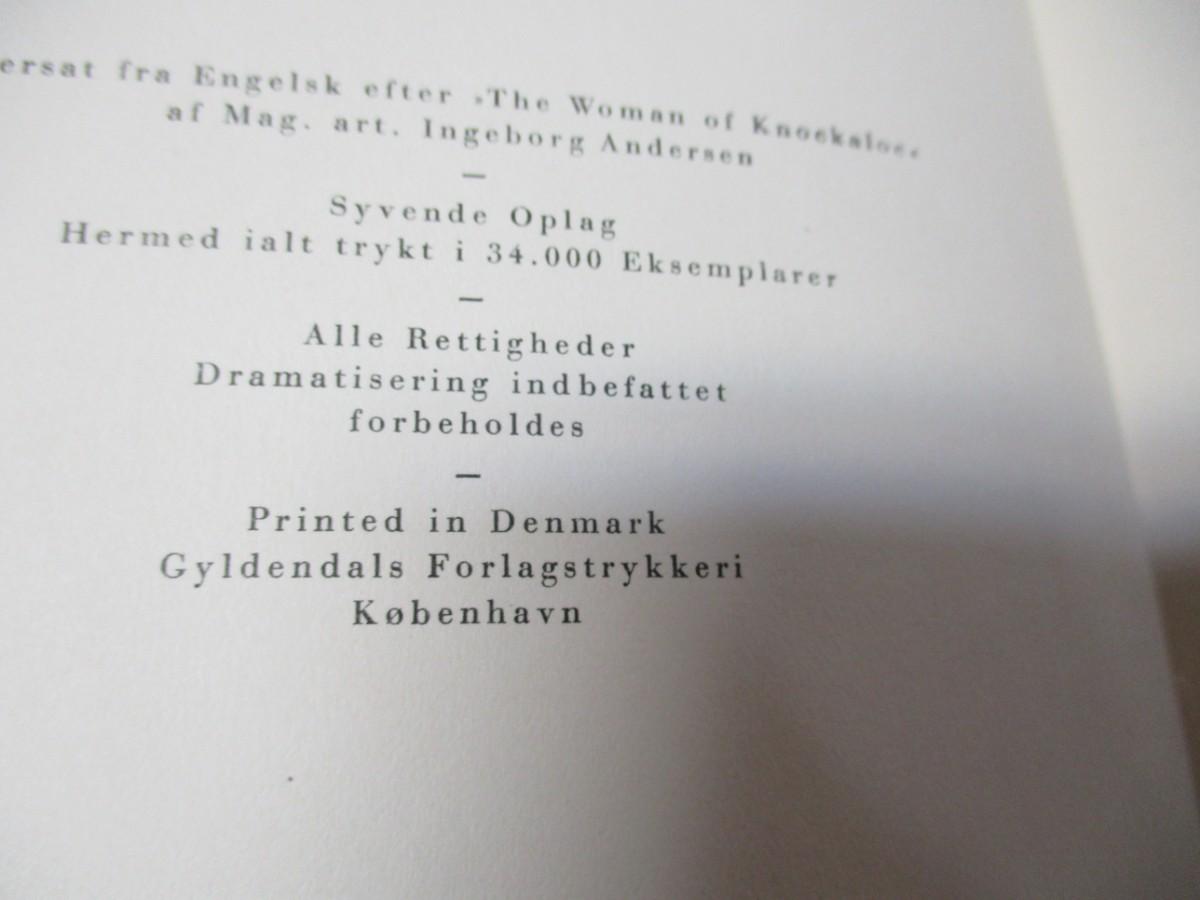 ersat fra Engelsk efter »The Woman of Knockaloe«
af Mag. art. Ingeborg Andersen
—
Syvende Oplag
Hermed ialt trykt i 34.000 Eksemplarer
—
Alle Rettigheder
Dramatisering indbefattet
forbeholdes
—
Printed in Denmark
Gyldendals Forlagstrykkeri
København